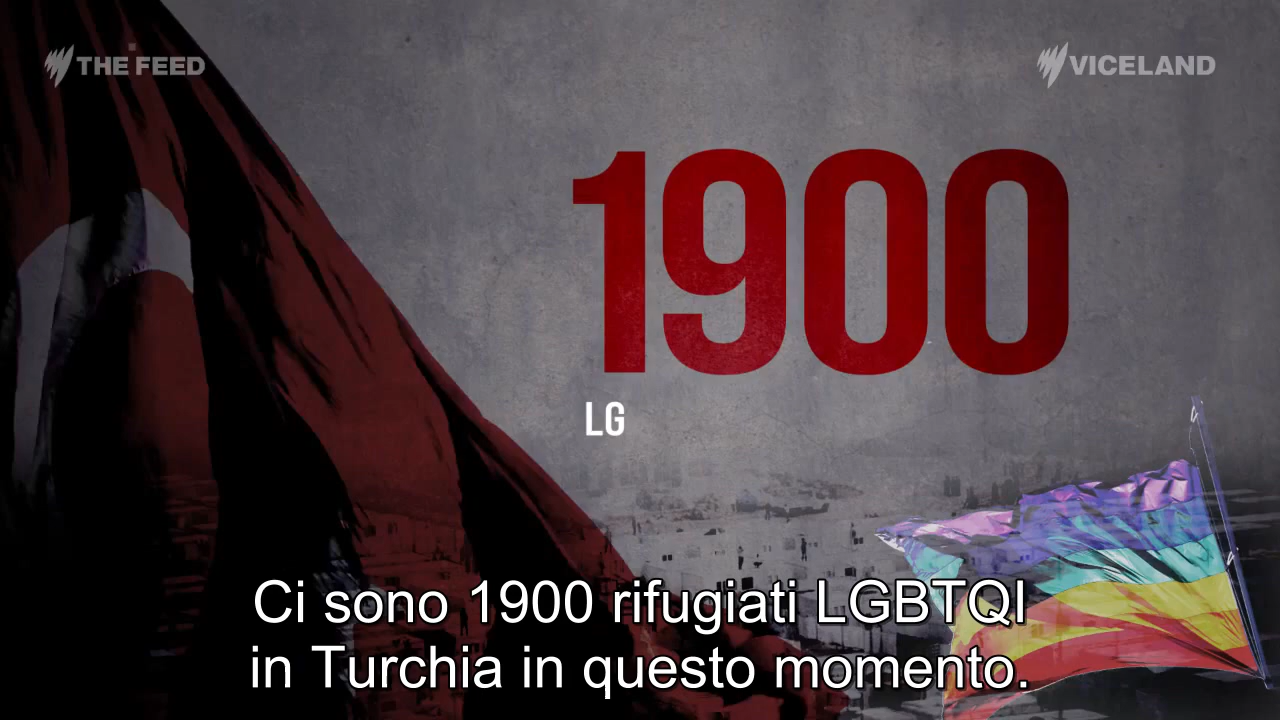 THE FEED
VICELAND
1900
LG
Ci sono 1900 rifugiati LGBTQI
in Turchia in questo momento.